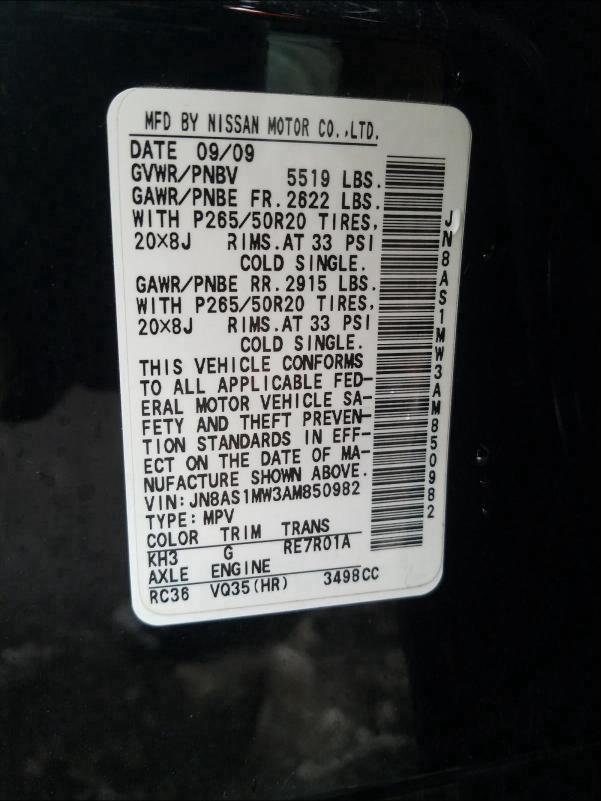 MFD BY NISSAN MOTOR CO.,LTD.
DATE 09/09
GVWR/PNBV 5519 LBS.
GAWR/PNBE FR. 2622 LBS.
WITH P265/50R20 TIRES,
20×8J RIMS.AT 33 PSI
COLD SINGLE.
GAWR/PNBE RR. 2915 LBS.
WITH P265/50R20 TIRES,
20×8J RIMS.AT 33 PSI
COLD SINGLE.
THIS VEHICLE CONFORMS
TO ALL APPLICABLE FED-
ERAL MOTOR VEHICLE SA-
FETY AND THEFT PREVEN-
TION STANDARDS IN EFF-
ECT ON THE DATE OF MA-
NUFACTURE SHOWN ABOVE.
VIN:JN8AS1MW3AM850982
TYPE:MPV
COLOR TRIM TRANS
KH3 G RE7R01A
AXLE ENGINE
RC36 VQ35(HR) 3498CC
JN8AS1MW3AM850982